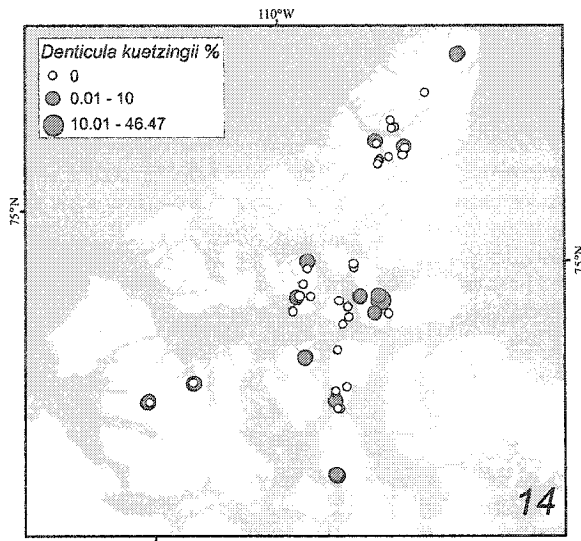 110°W
Denticula kuetzingii %
0
0.01 - 10
10.01 - 46.47
75°N
75°N
14